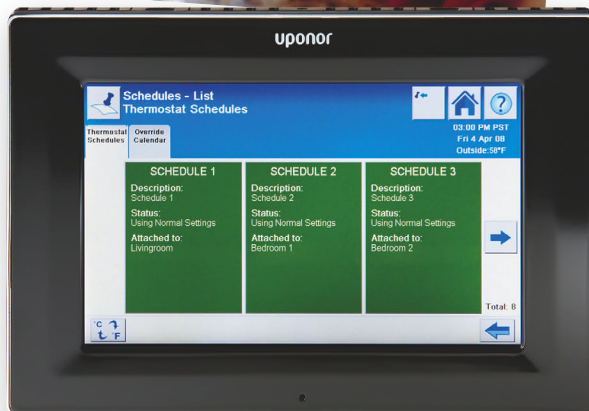 uponor
Schedules - List
Thermostat Schedules
03:00 PM PST
Fri 4 Apr 08
Outside:58°F
Thermostat
Schedules
Override
Calendar
SCHEDULE 1
Description:
Schedule 1
Status:
Using Normal Settings
Attached to:
Livingroom
SCHEDULE 2
Description:
Schedule 2
Status:
Using Normal Settings
Attached to:
Bedroom 1
SCHEDULE 3
Description:
Schedule 3
Status:
Using Normal Settings
Attached to:
Bedroom 2
Total: 8
°C °F
?